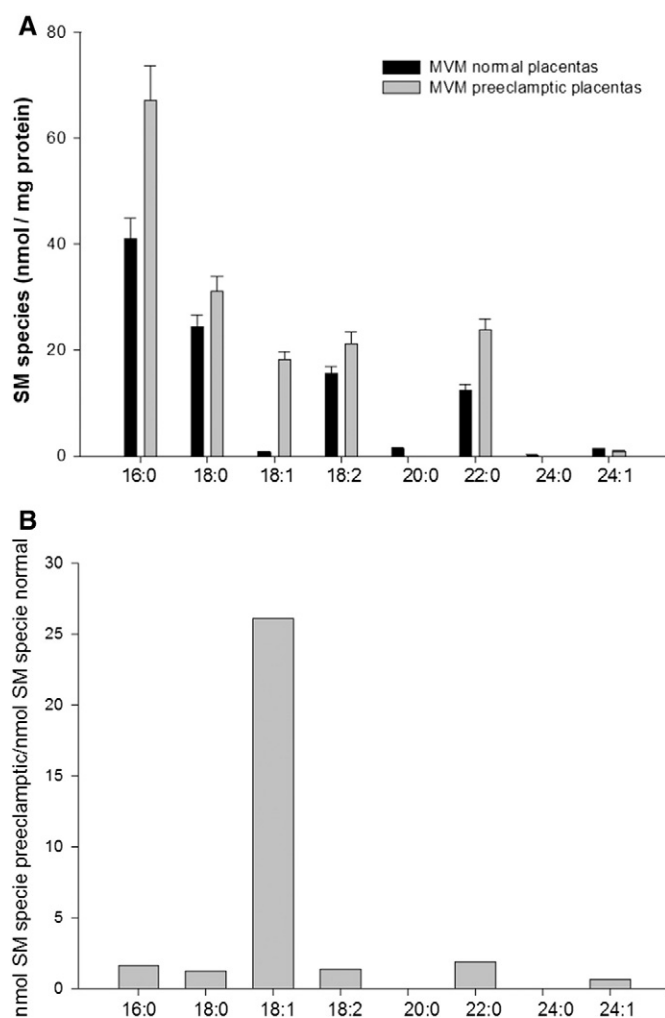 A
SM species (nmol / mg protein)
80
60
40
20
0
MVM normal placentas
MVM preeclamptic placentas
16:0 18:0 18:1 18:2 20:0 22:0 24:0 24:1
B
nmol SM specie preeclamptic/nmol SM specie normal
30
25
20
15
10
5
0
16:0 18:0 18:1 18:2 20:0 22:0 24:0 24:1